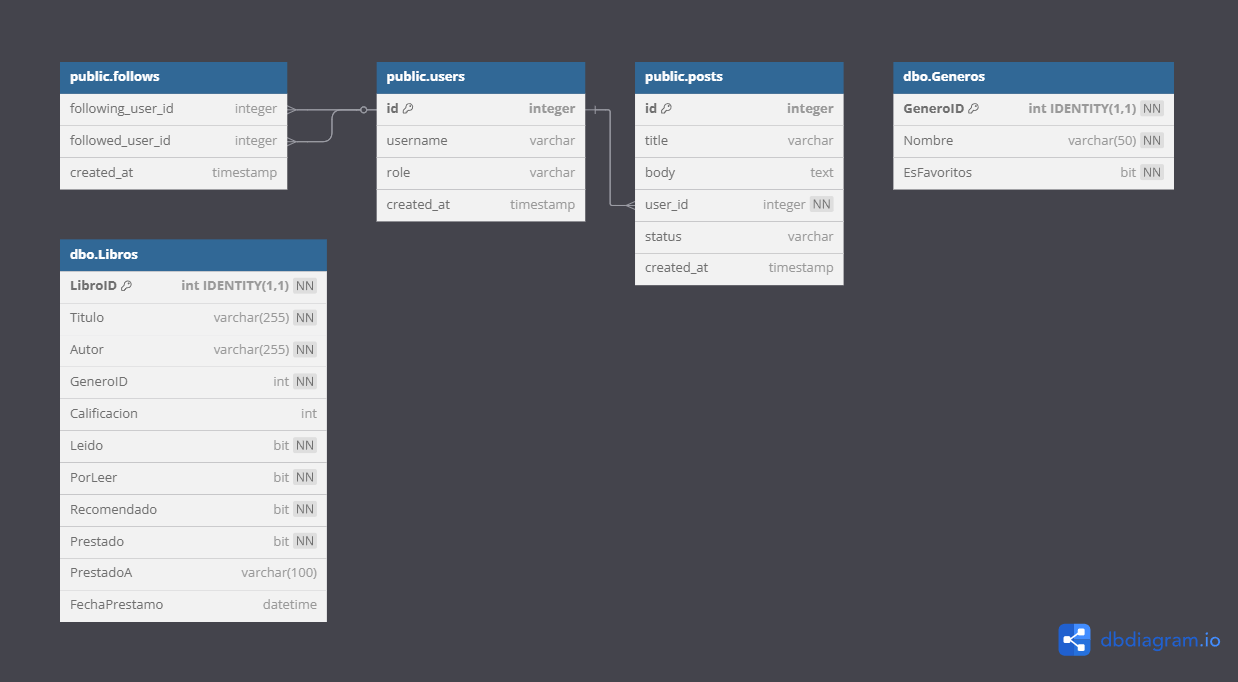 public.follows
following_user_id integer
followed_user_id integer
created_at timestamp
public.users
id integer
username varchar
role varchar
created_at timestamp
public.posts
id integer
title varchar
body text
user_id integer NN
status varchar
created_at timestamp
dbo.Generos
GeneroID int IDENTITY(1,1) NN
Nombre varchar(50) NN
EsFavoritos bit NN
dbo.Libros
LibroID int IDENTITY(1,1) NN
Titulo varchar(255) NN
Autor varchar(255) NN
GeneroID int NN
Calificacion int
Leido bit NN
PorLeer bit NN
Recomendado bit NN
Prestado bit NN
PrestadoA varchar(100)
FechaPrestamo datetime
dbdiagram.io